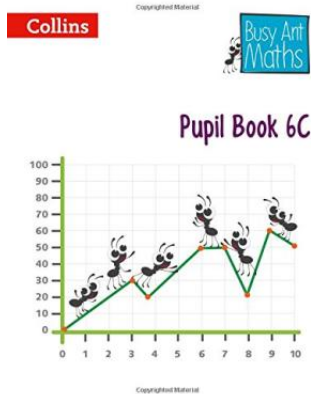 Copyrighted Material
Collins
Busy Ant
Maths
Pupil Book 6C
100
90
80
70
60
50
40
30
20
10
0
0 1 2 3 4 5 6 7 8 9 10
Copyrighted Material